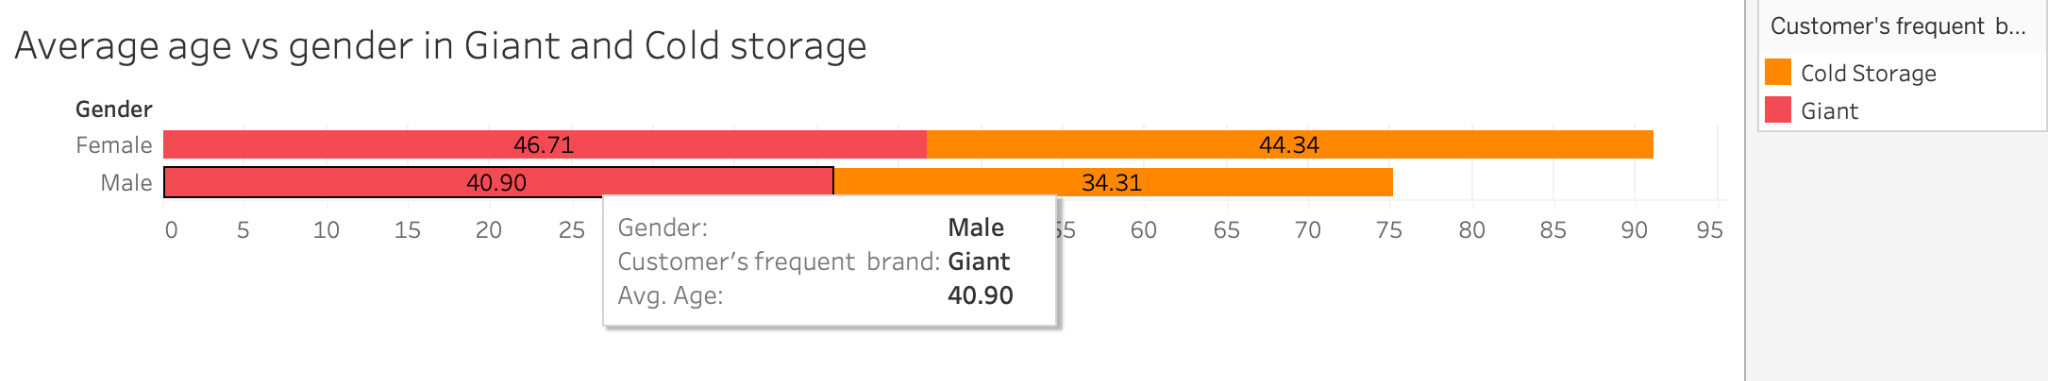 Average age vs gender in Giant and Cold storage
Gender
Female 46.71 44.34
Male 40.90 34.31
0 5 10 15 20 25 60 65 70 75 80 85 90 95
Gender: Male
Customer's frequent brand: Giant
Avg. Age: 40.90
Customer's frequent b...
Cold Storage
Giant